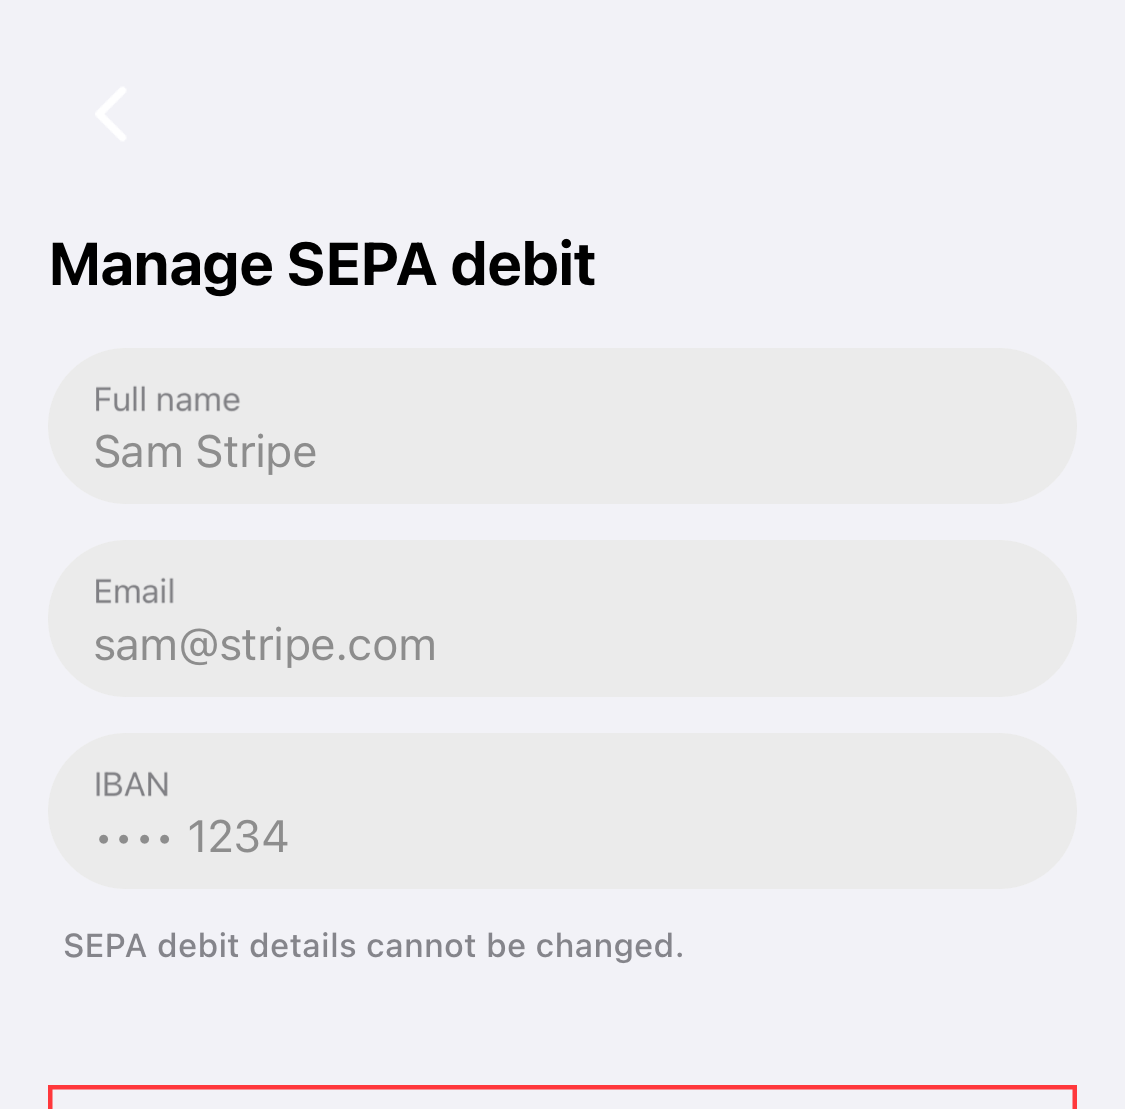 Manage SEPA debit
Full name
Sam Stripe
Email
sam@stripe.com
IBAN
•••• 1234
SEPA debit details cannot be changed.